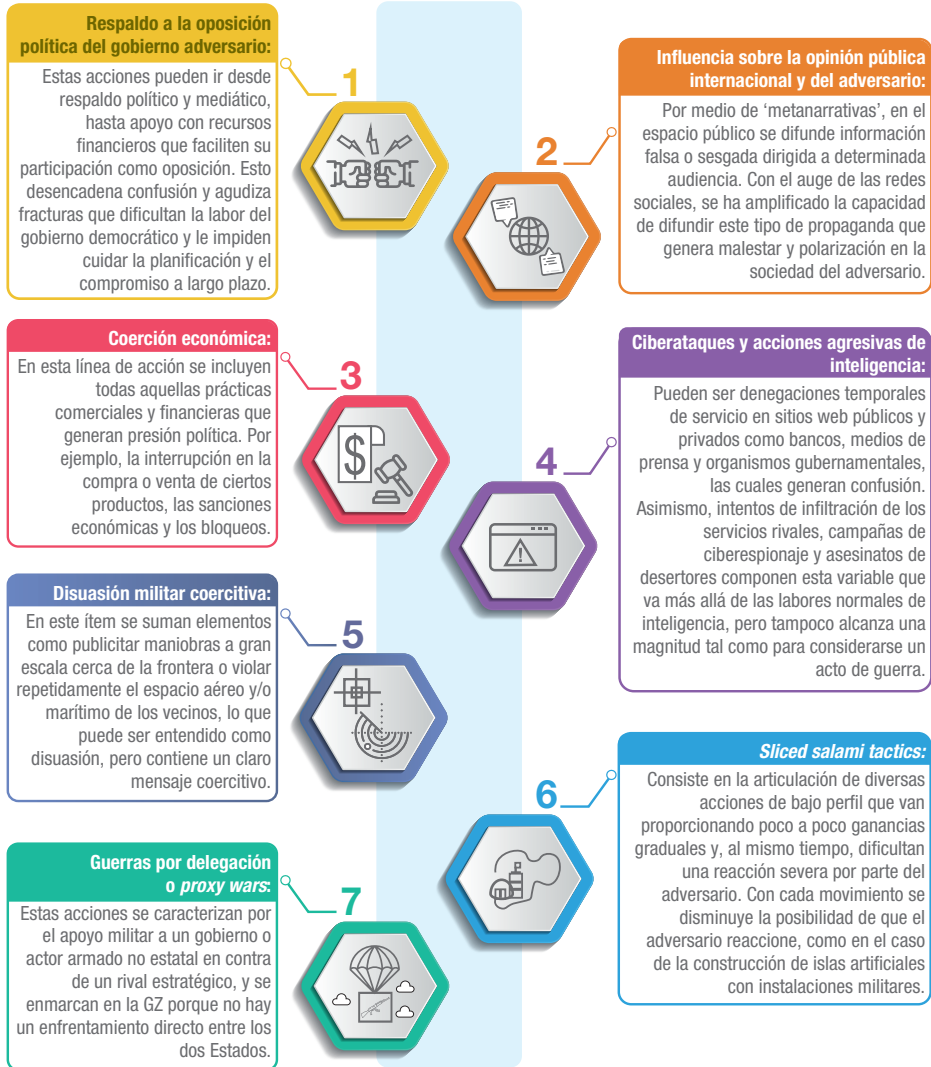 Respaldo a la oposición
política del gobierno adversario:
Estas acciones pueden ir desde
respaldo político y mediático,
hasta apoyo con recursos
financieros que faciliten su
participación como oposición. Esto
desencadena confusión y agudiza
fracturas que dificultan la labor del
gobierno democrático y le impiden
cuidar la planificación y el
compromiso a largo plazo.
1
Influencia sobre la opinión pública
internacional y del adversario:
Por medio de ‘metanarrativas’, en el
espacio público se difunde información
falsa o sesgada dirigida a determinada
audiencia. Con el auge de las redes
sociales, se ha amplificado la capacidad
de difundir este tipo de propaganda que
genera malestar y polarización en la
sociedad del adversario.
2
Coerción económica:
En esta línea de acción se incluyen
todas aquellas prácticas
comerciales y financieras que
generan presión política. Por
ejemplo, la interrupción en la
compra o venta de ciertos
productos, las sanciones
económicas y los bloqueos.
3
$
Ciberataques y acciones agresivas de
inteligencia:
Pueden ser denegaciones temporales
de servicio en sitios web públicos y
privados como bancos, medios de
prensa y organismos gubernamentales,
las cuales generan confusión.
Asimismo, intentos de infiltración de los
servicios rivales, campañas de
ciberespionaje y asesinatos de
desertores componen esta variable que
va más allá de las labores normales de
inteligencia, pero tampoco alcanza una
magnitud tal como para considerarse un
acto de guerra.
4
Disuasión militar coercitiva:
En este ítem se suman elementos
como publicitar maniobras a gran
escala cerca de la frontera o violar
repetidamente el espacio aéreo y/o
marítimo de los vecinos, lo que
puede ser entendido como
disuasión, pero contiene un claro
mensaje coercitivo.
5
Sliced salami tactics:
Consiste en la articulación de diversas
acciones de bajo perfil que van
proporcionando poco a poco ganancias
graduales y, al mismo tiempo, dificultan
una reacción severa por parte del
adversario. Con cada movimiento se
disminuye la posibilidad de que el
adversario reaccione, como en el caso
de la construcción de islas artificiales
con instalaciones militares.
6
Guerras por delegación
o proxy wars:
Estas acciones se caracterizan por
el apoyo militar a un gobierno o
actor armado no estatal en contra
de un rival estratégico, y se
enmarcan en la GZ porque no hay
un enfrentamiento directo entre los
dos Estados.
7